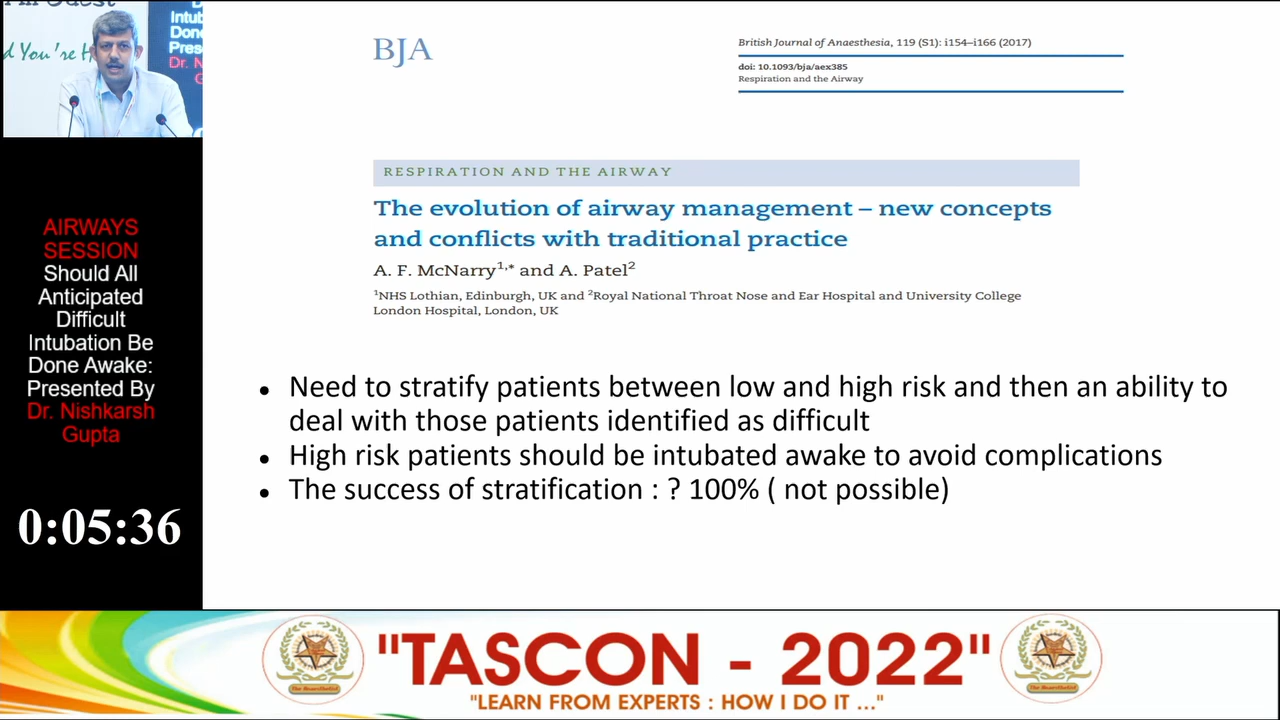 d You're H
Intub
Done
Pres
Dr. N
G
AIRWAYS
SESSION
Should All
Anticipated
Difficult
Intubation Be
Done Awake:
Presented By
Dr. Nishkarsh
Gupta
0:05:36
BJA
British Journal of Anaesthesia, 119 (S1): i154–i166 (2017)
doi: 10.1093/bja/aex385
Respiration and the Airway
RESPIRATION AND THE AIRWAY
The evolution of airway management – new concepts
and conflicts with traditional practice
A. F. McNarry1,* and A. Patel2
1NHS Lothian, Edinburgh, UK and 2Royal National Throat Nose and Ear Hospital and University College
London Hospital, London, UK
• Need to stratify patients between low and high risk and then an ability to
deal with those patients identified as difficult
• High risk patients should be intubated awake to avoid complications
• The success of stratification : ? 100% ( not possible)
"TASCON - 2022"
"LEARN FROM EXPERTS : HOW I DO IT ..."